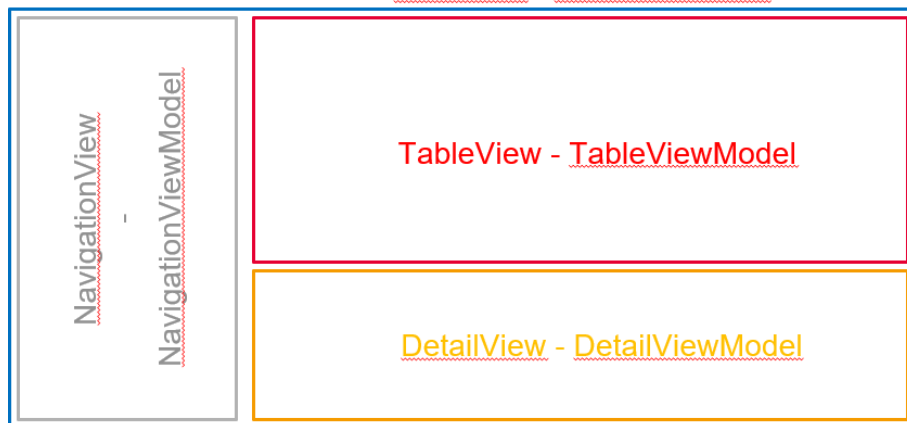 NavigationView
-
NavigationViewModel
TableView - TableViewModel
DetailView - DetailViewModel